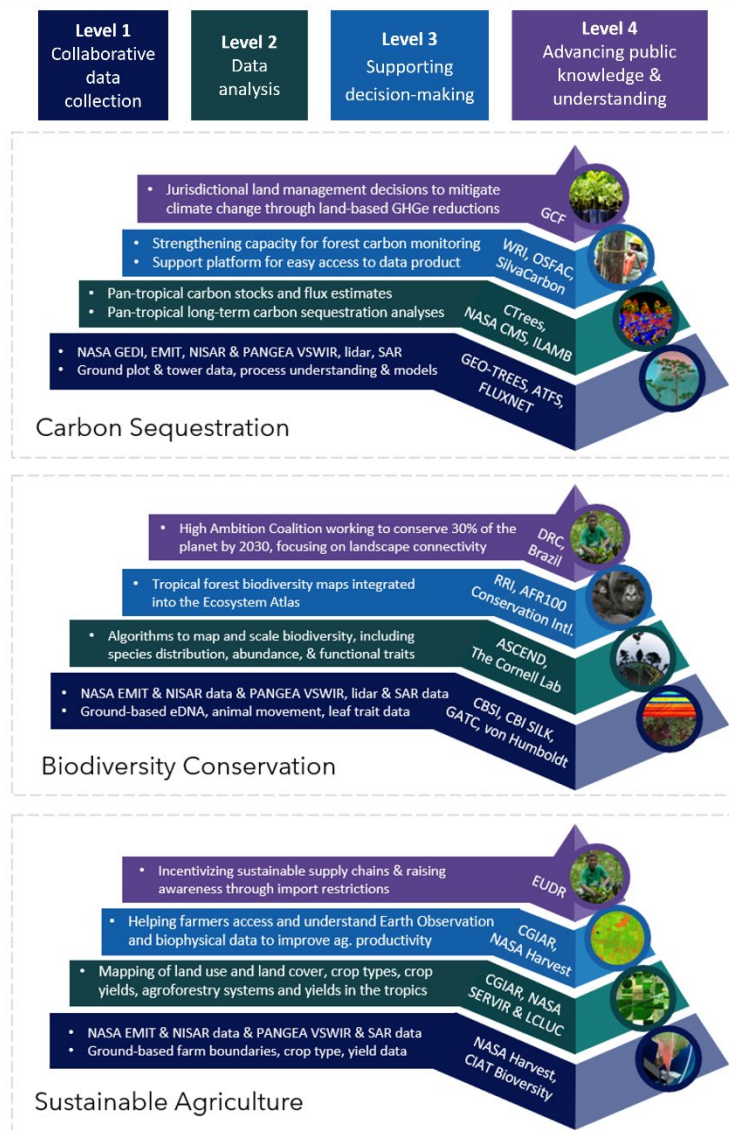 Level 1
Collaborative
data
collection
Level 2
Data
analysis
Level 3
Supporting
decision-making
Level 4
Advancing public
knowledge &
understanding
• Jurisdictional land management decisions to mitigate
climate change through land-based GHGe reductions
GCF
• Strengthening capacity for forest carbon monitoring
• Support platform for easy access to data product
WRI, OSFAC,
SilvaCarbon
• Pan-tropical carbon stocks and flux estimates
• Pan-tropical long-term carbon sequestration analyses
CTrees,
NASA CMS, ILAMB
• NASA GEDI, EMIT, NISAR & PANGEA VSWIR, lidar, SAR
• Ground plot & tower data, process understanding & models
GEO-TREES, ATFS,
FLUXNET
Carbon Sequestration
• High Ambition Coalition working to conserve 30% of the
planet by 2030, focusing on landscape connectivity
DRC,
Brazil
• Tropical forest biodiversity maps integrated
into the Ecosystem Atlas
RRI, AFR100
Conservation Intl.
• Algorithms to map and scale biodiversity, including
species distribution, abundance, & functional traits
ASCEND,
The Cornell Lab
• NASA EMIT & NISAR data & PANGEA VSWIR, lidar & SAR data
• Ground-based eDNA, animal movement, leaf trait data
CBSI, CBI SILK,
GATC, von Humboldt
Biodiversity Conservation
• Incentivizing sustainable supply chains & raising
awareness through import restrictions
EUDR
• Helping farmers access and understand Earth Observation
and biophysical data to improve ag. productivity
CGIAR,
NASA Harvest
• Mapping of land use and land cover, crop types, crop
yields, agroforestry systems and yields in the tropics
CGIAR, NASA
SERVIR & LCLUC
• NASA EMIT & NISAR data & PANGEA VSWIR & SAR data
• Ground-based farm boundaries, crop type, yield data
NASA Harvest,
CIAT Bioversity
Sustainable Agriculture